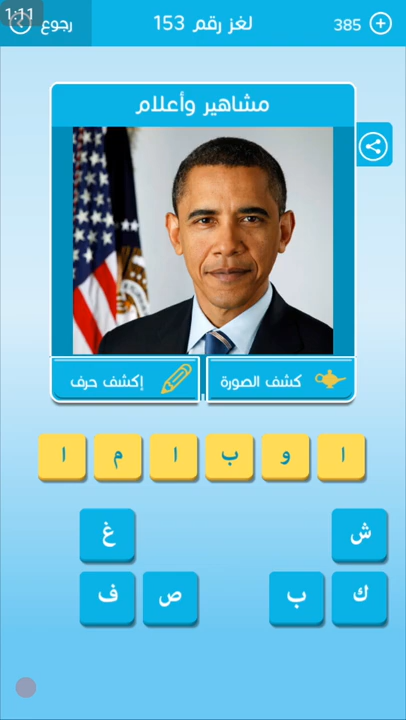 1:11
رجوع
لغز رقم 153
385
مشاهير وأعلام
كشف الصورة
إكشف حرف
ا و ب ا م ا
ش غ
ك ب ص ف